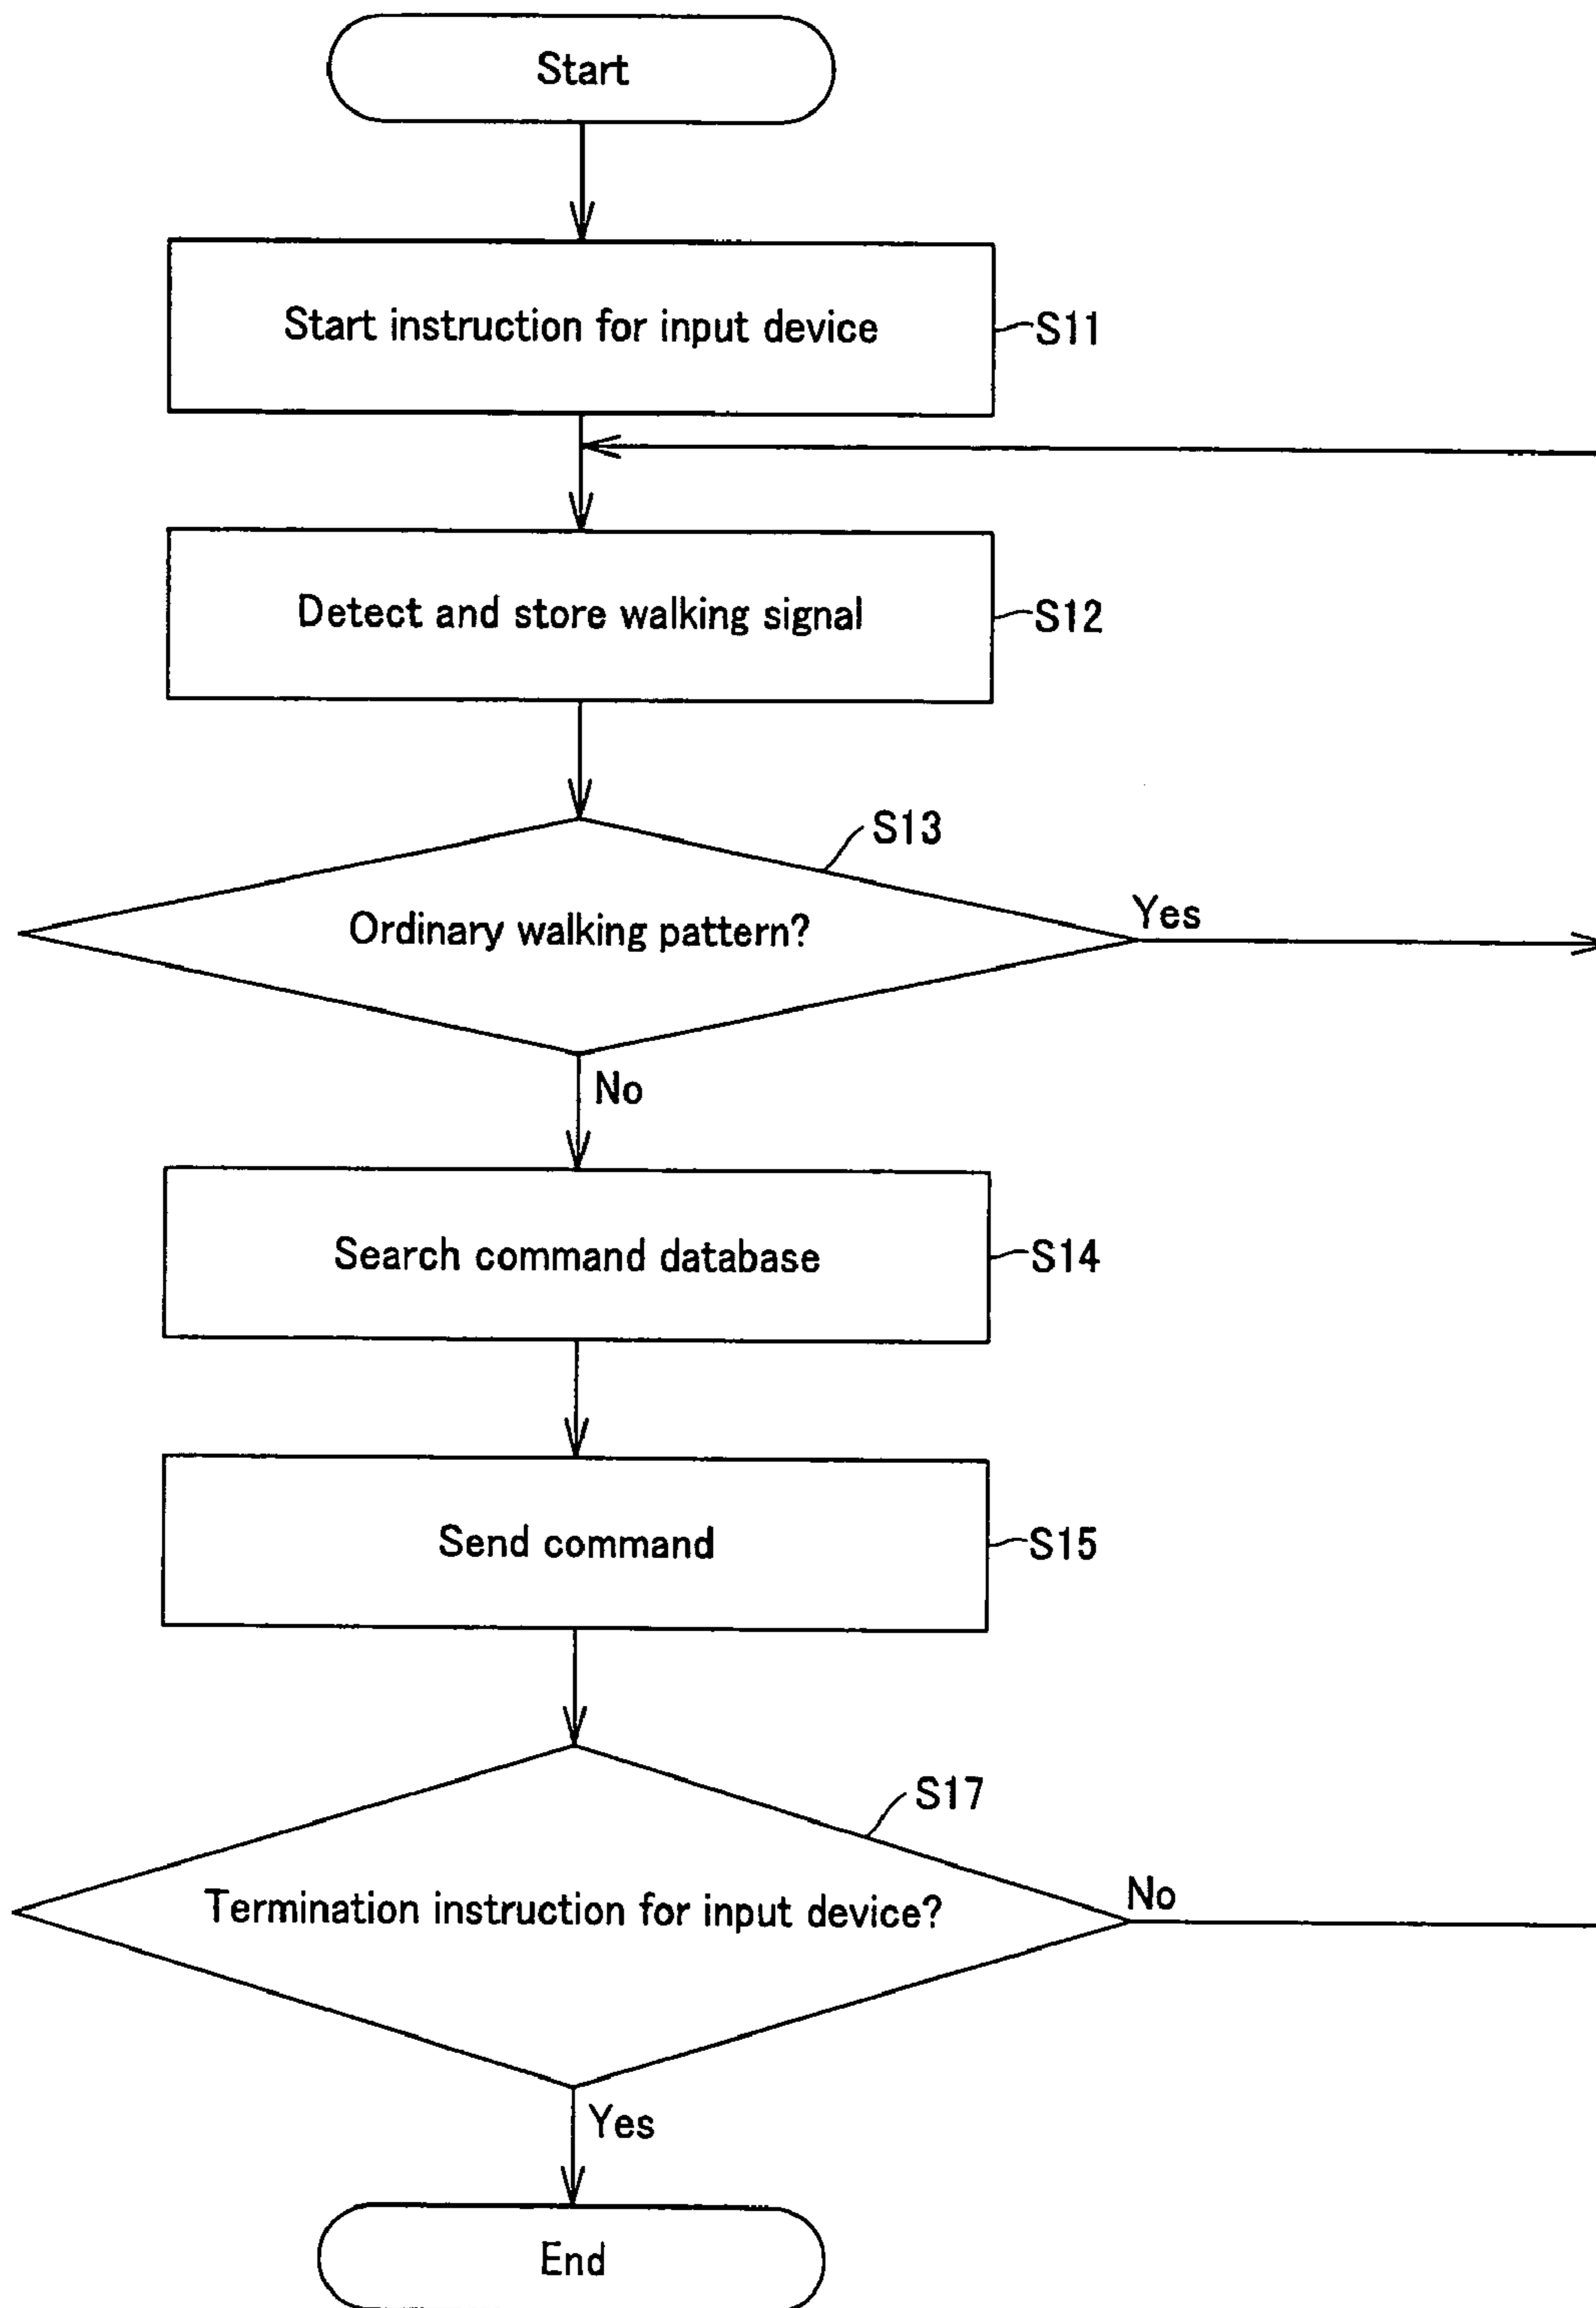 Start
Start instruction for input device
S11
Detect and store walking signal
S12
S13
Ordinary walking pattern?
Yes
No
Search command database
S14
Send command
S15
S17
Termination instruction for input device?
No
Yes
End